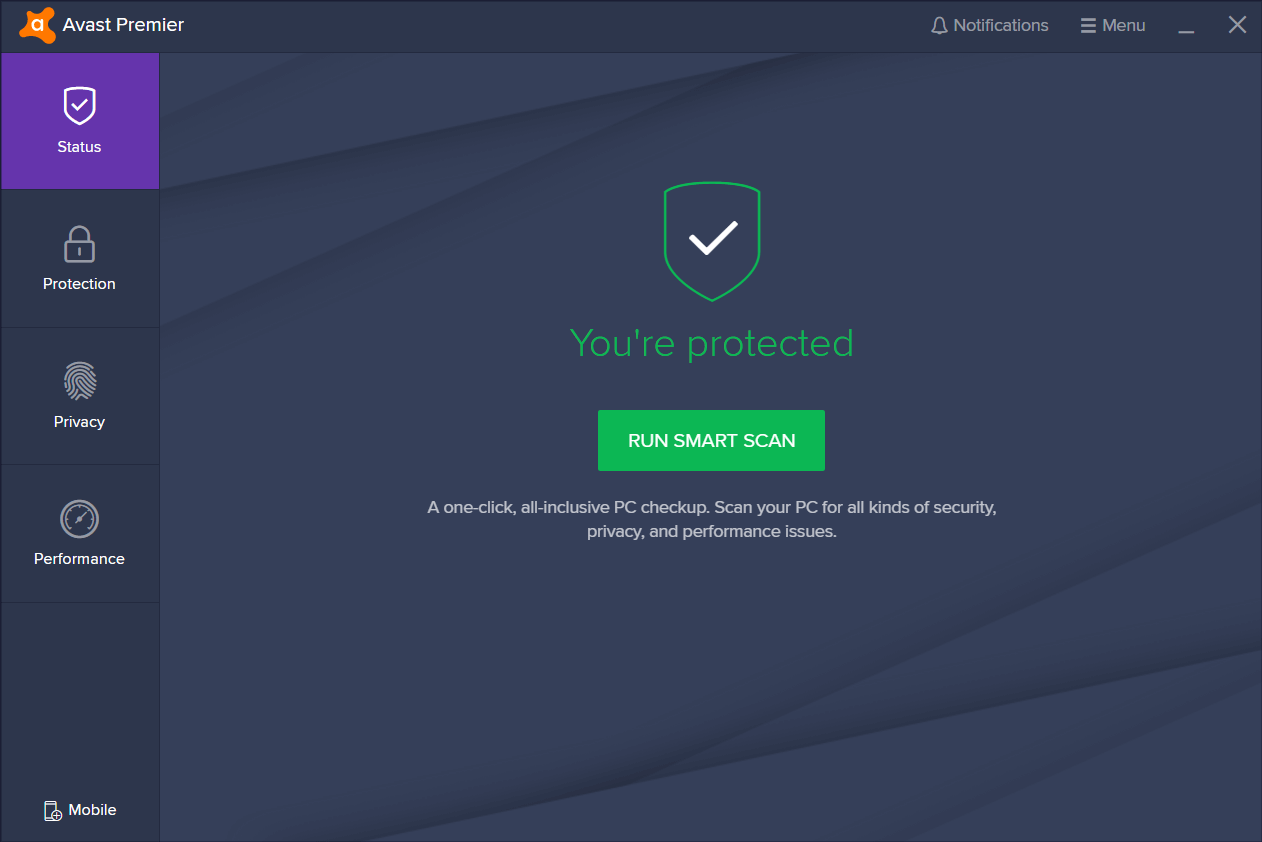 Avast Premier
Notifications
Menu
Status
Protection
Privacy
Performance
Mobile
You're protected
RUN SMART SCAN
A one-click, all-inclusive PC checkup. Scan your PC for all kinds of security,
privacy, and performance issues.